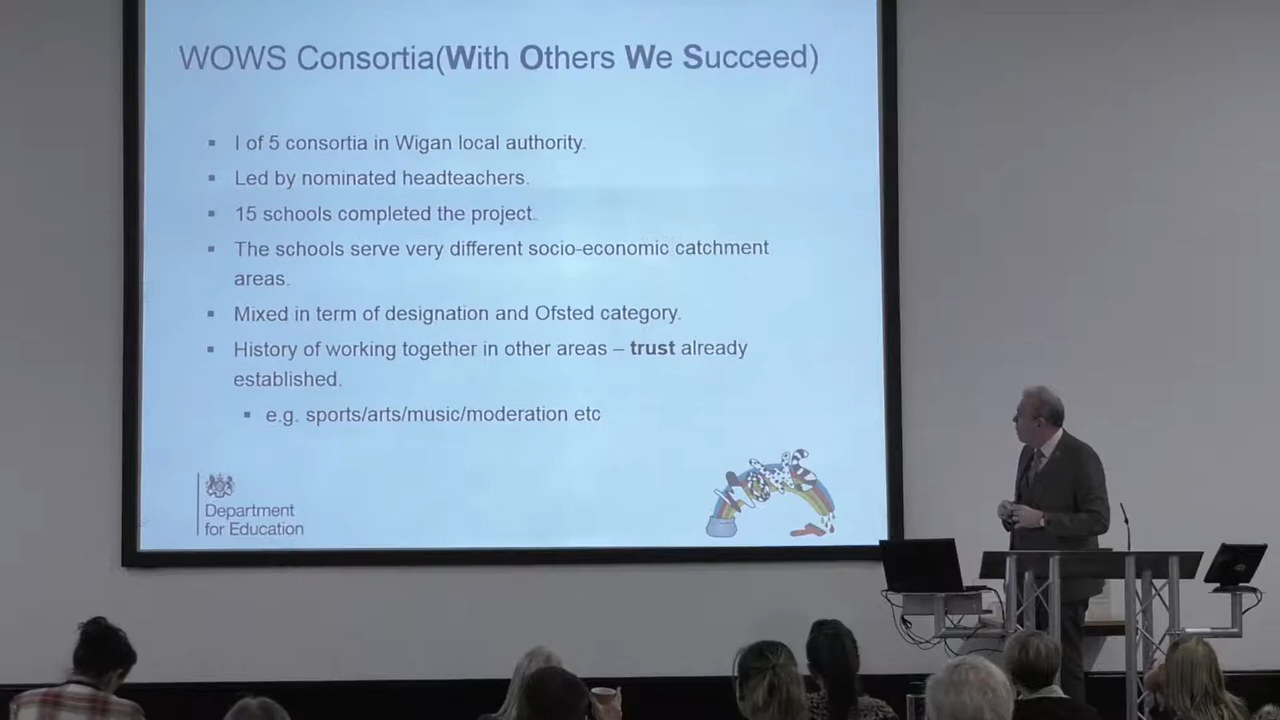 WOWS Consortia(With Others We Succeed)
I of 5 consortia in Wigan local authority.
Led by nominated headteachers.
15 schools completed the project.
The schools serve very different socio-economic catchment
areas.
Mixed in term of designation and Ofsted category.
History of working together in other areas – trust already
established.
e.g. sports/arts/music/moderation etc
Department
for Education